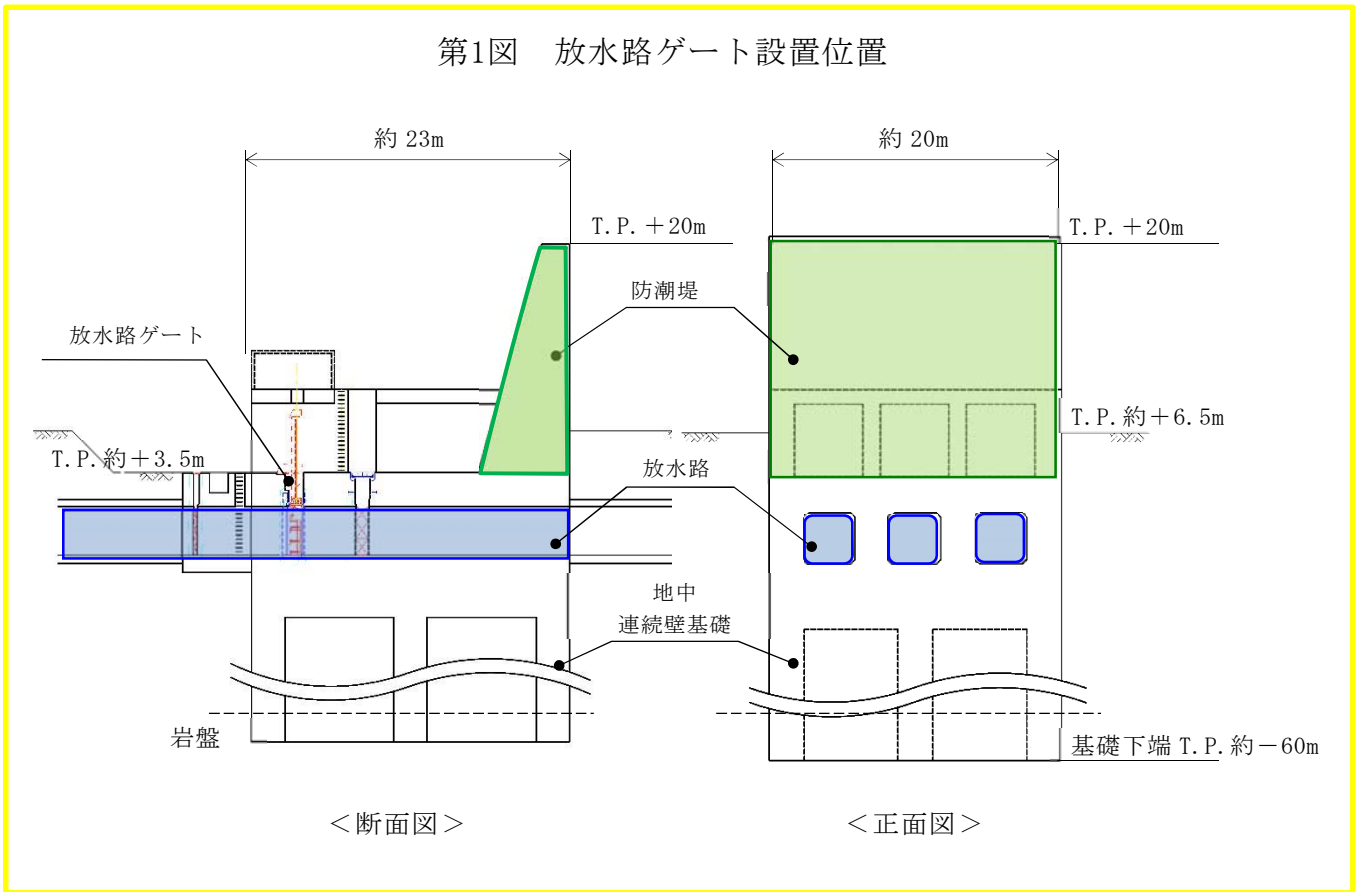 第1図　放水路ゲート設置位置
約 23m
約 20m
T.P.＋20m
T.P.＋20m
防潮堤
放水路ゲート
T.P.約＋6.5m
T.P.約＋3.5m
放水路
地中
連続壁基礎
岩盤
基礎下端 T.P.約－60m
＜断面図＞
＜正面図＞